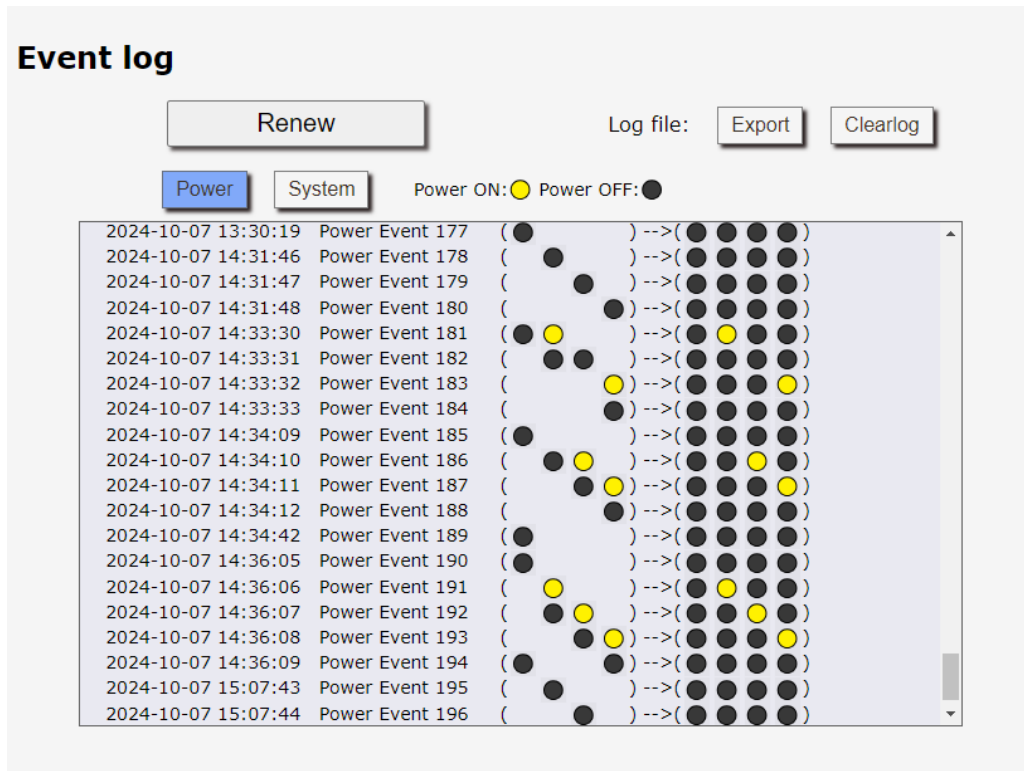 Event log
Renew Log file: Export Clearlog
Power System Power ON: Power OFF:
2024-10-07 13:30:19 Power Event 177 ( ) -->( )
2024-10-07 14:31:46 Power Event 178 ( ) -->( )
2024-10-07 14:31:47 Power Event 179 ( ) -->( )
2024-10-07 14:31:48 Power Event 180 ( ) -->( )
2024-10-07 14:33:30 Power Event 181 ( ) -->( )
2024-10-07 14:33:31 Power Event 182 ( ) -->( )
2024-10-07 14:33:32 Power Event 183 ( ) -->( )
2024-10-07 14:33:33 Power Event 184 ( ) -->( )
2024-10-07 14:34:09 Power Event 185 ( ) -->( )
2024-10-07 14:34:10 Power Event 186 ( ) -->( )
2024-10-07 14:34:11 Power Event 187 ( ) -->( )
2024-10-07 14:34:12 Power Event 188 ( ) -->( )
2024-10-07 14:34:42 Power Event 189 ( ) -->( )
2024-10-07 14:36:05 Power Event 190 ( ) -->( )
2024-10-07 14:36:06 Power Event 191 ( ) -->( )
2024-10-07 14:36:07 Power Event 192 ( ) -->( )
2024-10-07 14:36:08 Power Event 193 ( ) -->( )
2024-10-07 14:36:09 Power Event 194 ( ) -->( )
2024-10-07 15:07:43 Power Event 195 ( ) -->( )
2024-10-07 15:07:44 Power Event 196 ( ) -->( )